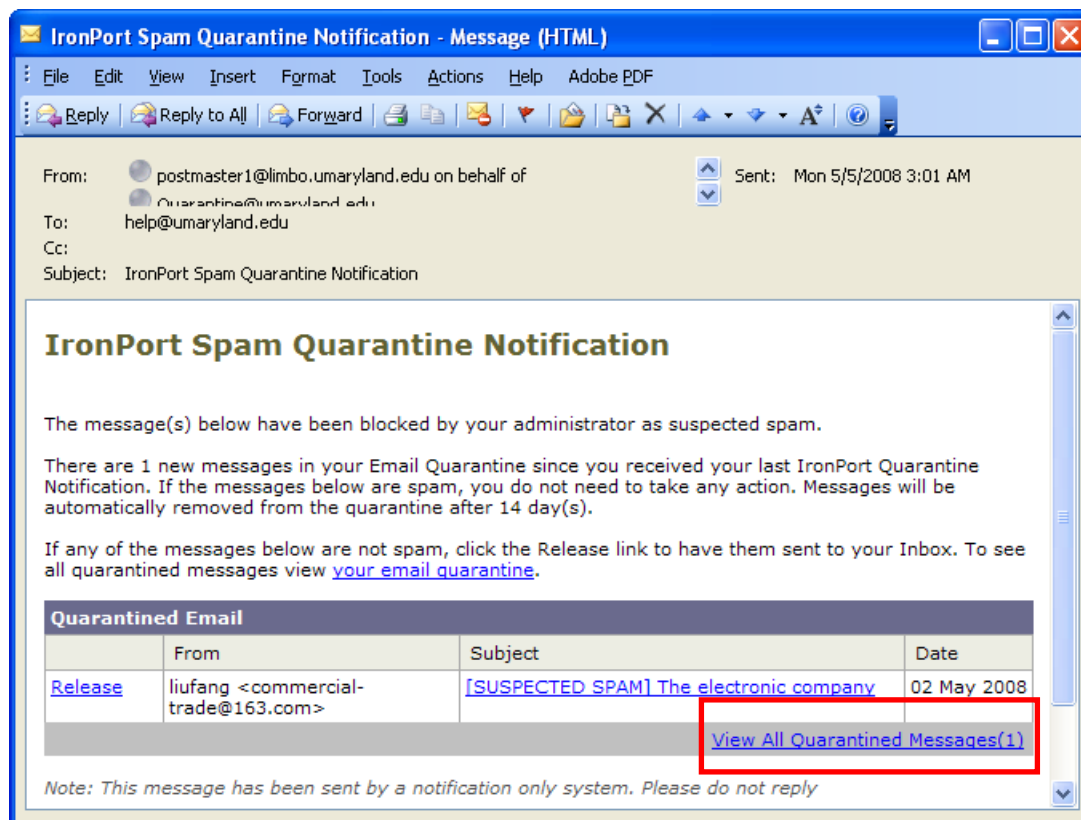 IronPort Spam Quarantine Notification - Message (HTML)
File Edit View Insert Format Tools Actions Help Adobe PDF
Reply Reply to All Forward
From: postmaster1@limbo.umaryland.edu on behalf of Sent: Mon 5/5/2008 3:01 AM
Quarantine@umaryland.edu
To: help@umaryland.edu
Cc:
Subject: IronPort Spam Quarantine Notification
IronPort Spam Quarantine Notification
The message(s) below have been blocked by your administrator as suspected spam.
There are 1 new messages in your Email Quarantine since you received your last IronPort Quarantine
Notification. If the messages below are spam, you do not need to take any action. Messages will be
automatically removed from the quarantine after 14 day(s).
If any of the messages below are not spam, click the Release link to have them sent to your Inbox. To see
all quarantined messages view your email quarantine.
Quarantined Email
From Subject Date
Release liufang <commercial- [SUSPECTED SPAM] The electronic company 02 May 2008
trade@163.com>
View All Quarantined Messages(1)
Note: This message has been sent by a notification only system. Please do not reply